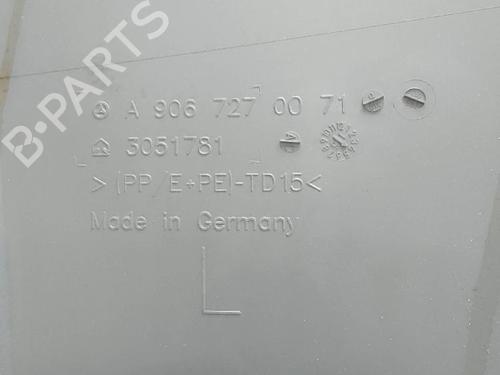 B-PARTS
A 906 727 00 71
3051781
>(PP/E+PE)-TD15<
Made in Germany
L